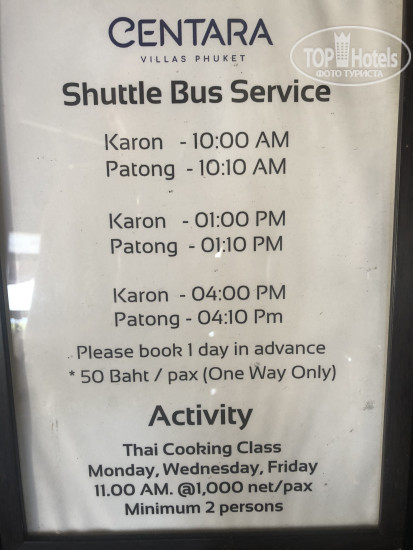 CENTARA
VILLAS PHUKET
TOP Hotels
ФОТО ТУРИСТА
Shuttle Bus Service
Karon - 10:00 AM
Patong - 10:10 AM
Karon - 01:00 PM
Patong - 01:10 PM
Karon - 04:00 PM
Patong - 04:10 Pm
Please book 1 day in advance
* 50 Baht / pax (One Way Only)
Activity
Thai Cooking Class
Monday, Wednesday, Friday
11.00 AM. @1,000 net/pax
Minimum 2 persons